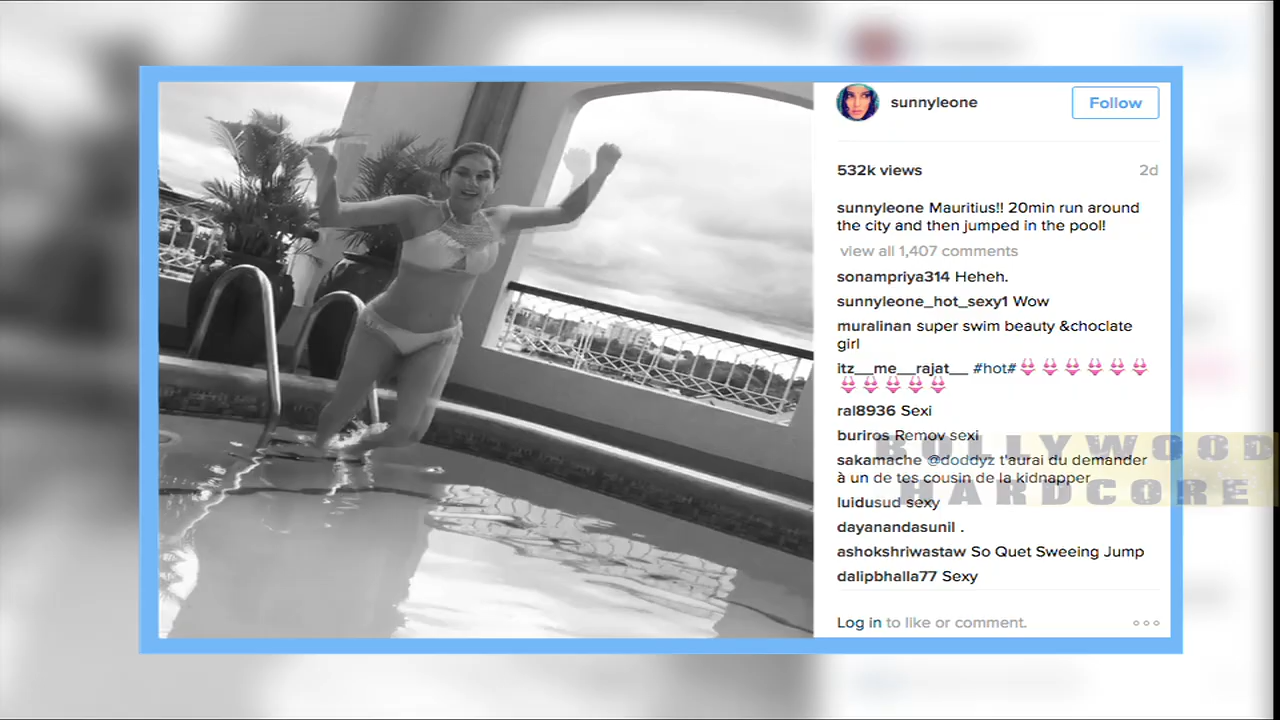 sunnyleone
Follow
532k views
2d
sunnyleone Mauritius!! 20min run around
the city and then jumped in the pool!
view all 1,407 comments
sonampriya314 Heheh.
sunnyleone_hot_sexy1 Wow
muralinan super swim beauty &choclate
girl
itz__me__rajat__ #hot#👙👙👙👙👙👙
👙👙👙👙👙
ral8936 Sexi
buriros Remov sexi
sakamache @doddyz t'aurai du demander
à un de tes cousin de la kidnapper
luidusud sexy
dayanandasunil .
ashokshriwastaw So Quet Sweeing Jump
dalipbhalla77 Sexy
Log in to like or comment.
BOLLYWOOD
HARDCORE